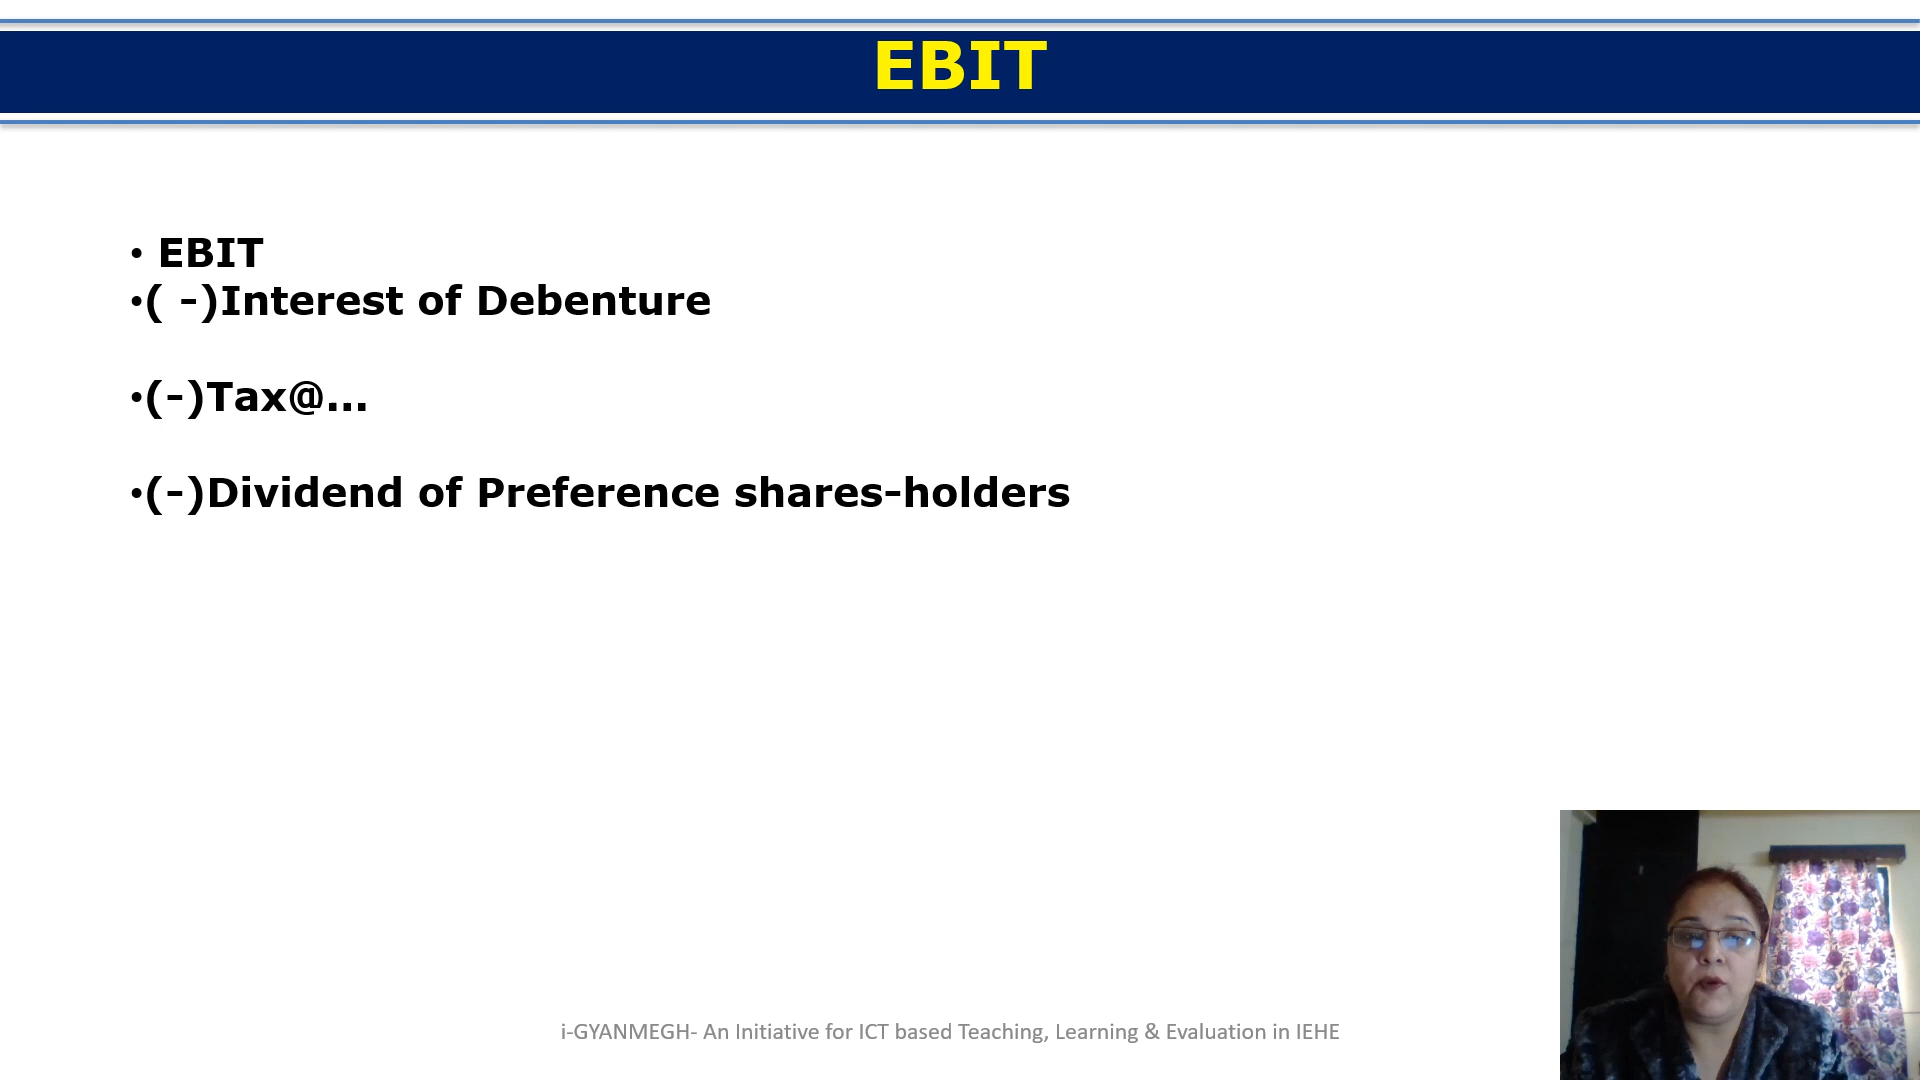 EBIT
• EBIT
•( -)Interest of Debenture
•(-)Tax@...
•(-)Dividend of Preference shares-holders
i-GYANMEGH- An Initiative for ICT based Teaching, Learning & Evaluation in IEHE